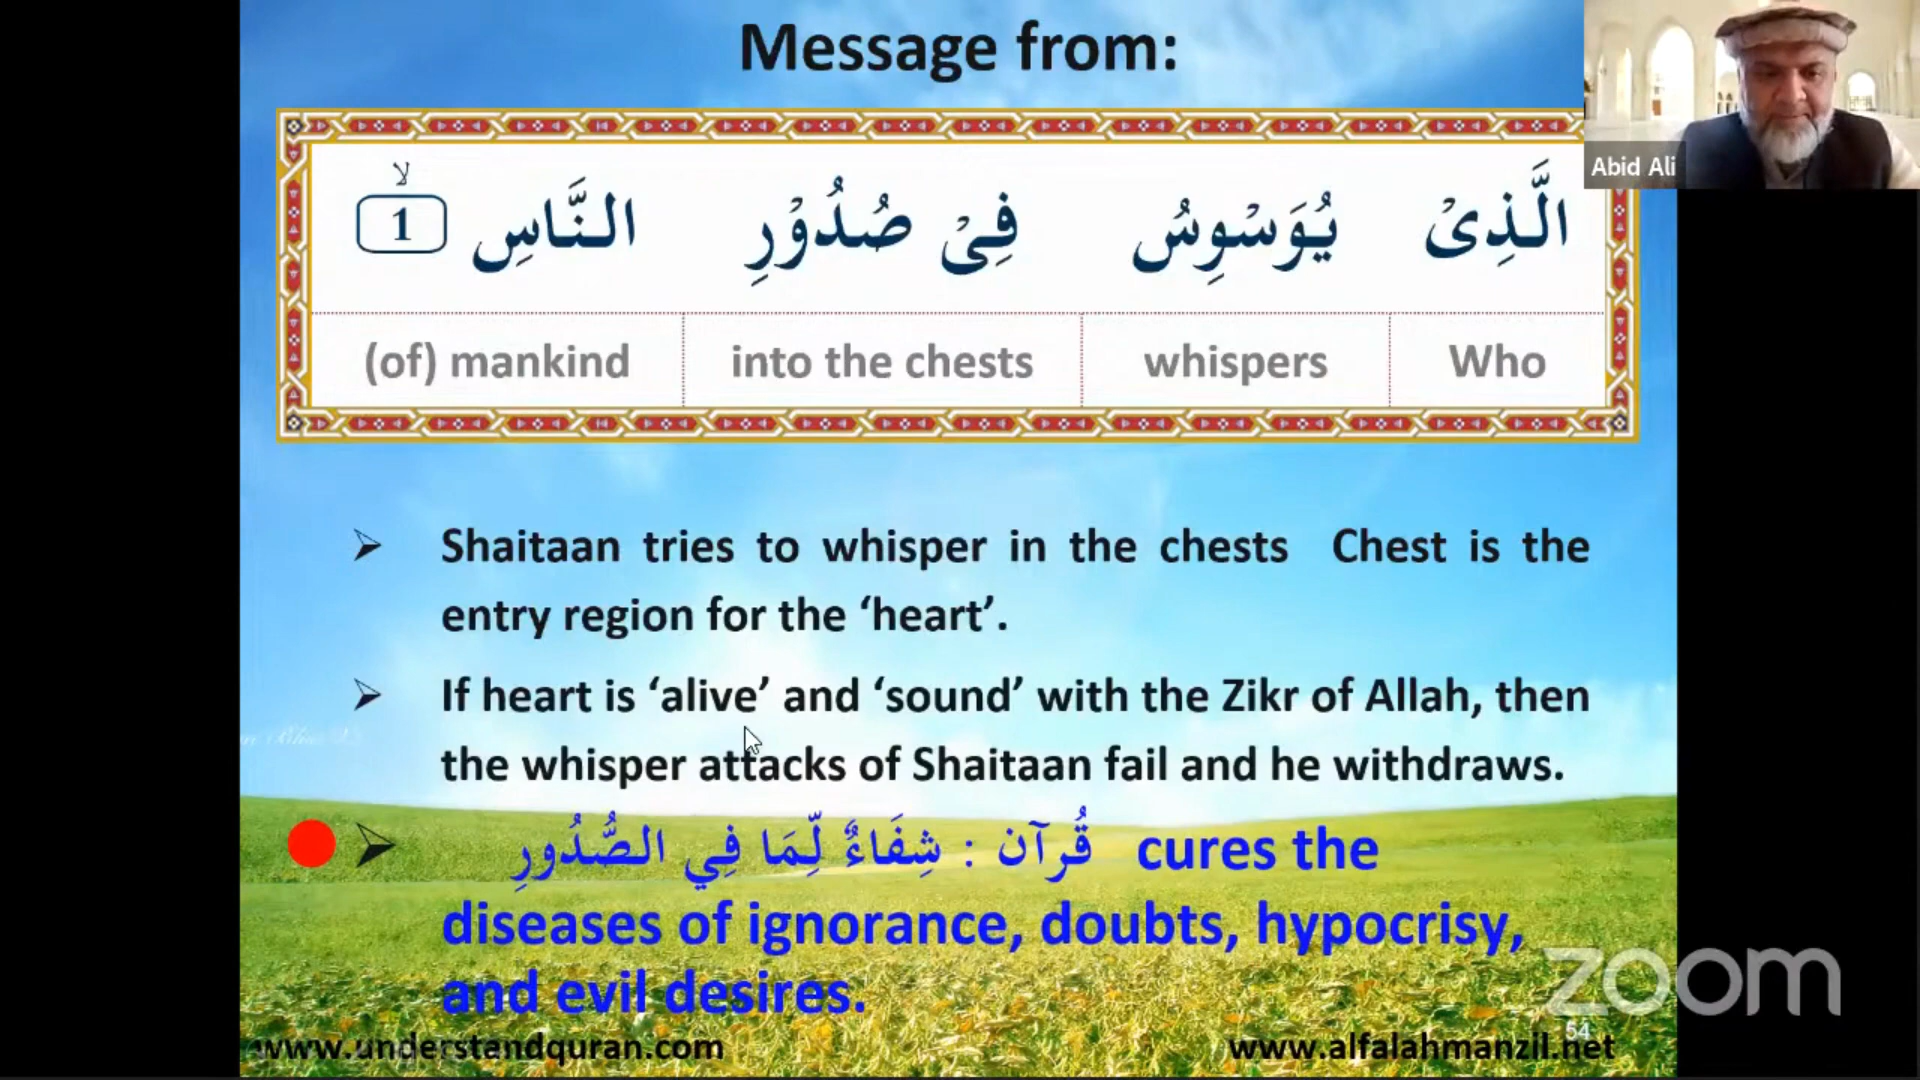 Message from:
Abid Ali
الَّذِىْ يُوَسْوِسُ فِىْ صُدُوْرِ النَّاسِ ۙ 1
(of) mankind into the chests whispers Who
➢ Shaitaan tries to whisper in the chests Chest is the
entry region for the ‘heart’.
➢ If heart is ‘alive’ and ‘sound’ with the Zikr of Allah, then
the whisper attacks of Shaitaan fail and he withdraws.
➢ قُرآن : شِفَاءٌ لِّمَا فِي الصُّدُورِ cures the
diseases of ignorance, doubts, hypocrisy,
and evil desires.
zoom
54
www.understandquran.com
www.alfalahmanzil.net